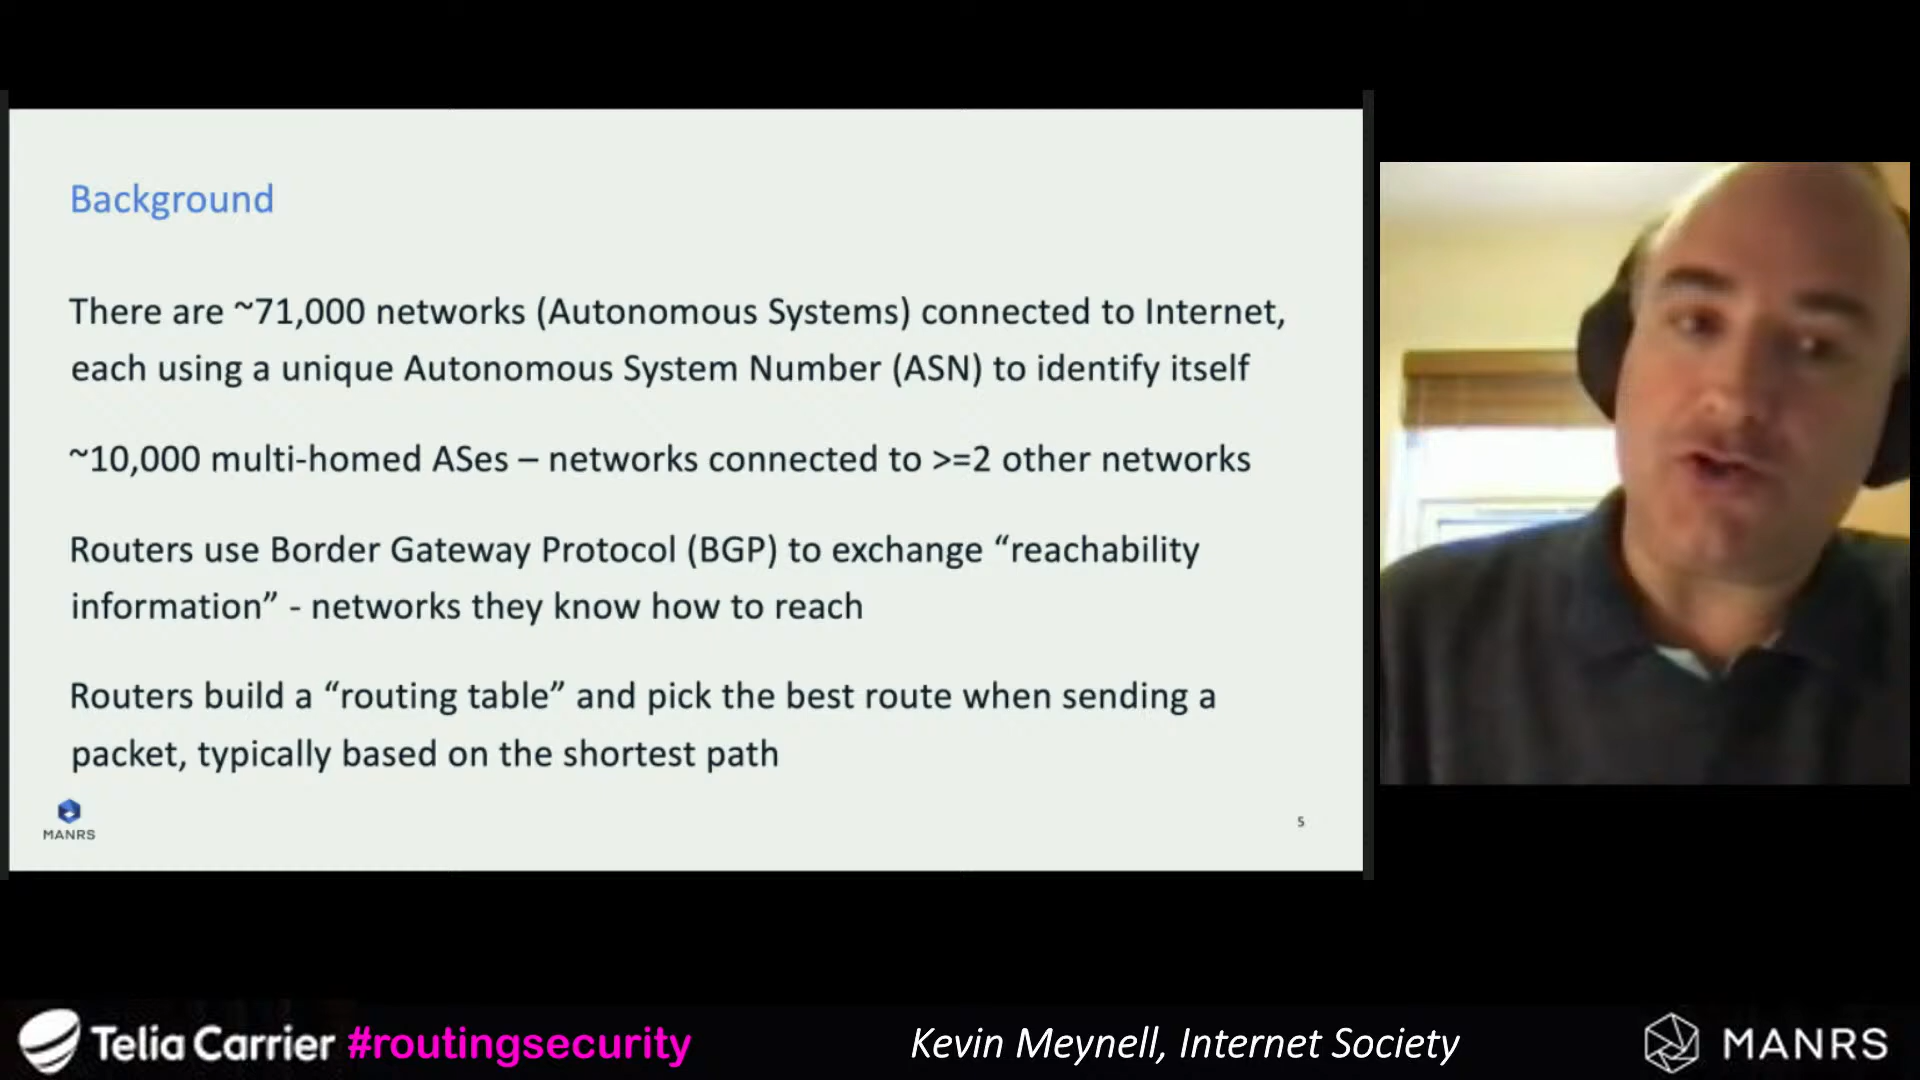 Background
There are ~71,000 networks (Autonomous Systems) connected to Internet,
each using a unique Autonomous System Number (ASN) to identify itself
~10,000 multi-homed ASes – networks connected to >=2 other networks
Routers use Border Gateway Protocol (BGP) to exchange “reachability
information” - networks they know how to reach
Routers build a “routing table” and pick the best route when sending a
packet, typically based on the shortest path
MANRS
5
Telia Carrier #routingsecurity
Kevin Meynell, Internet Society
MANRS